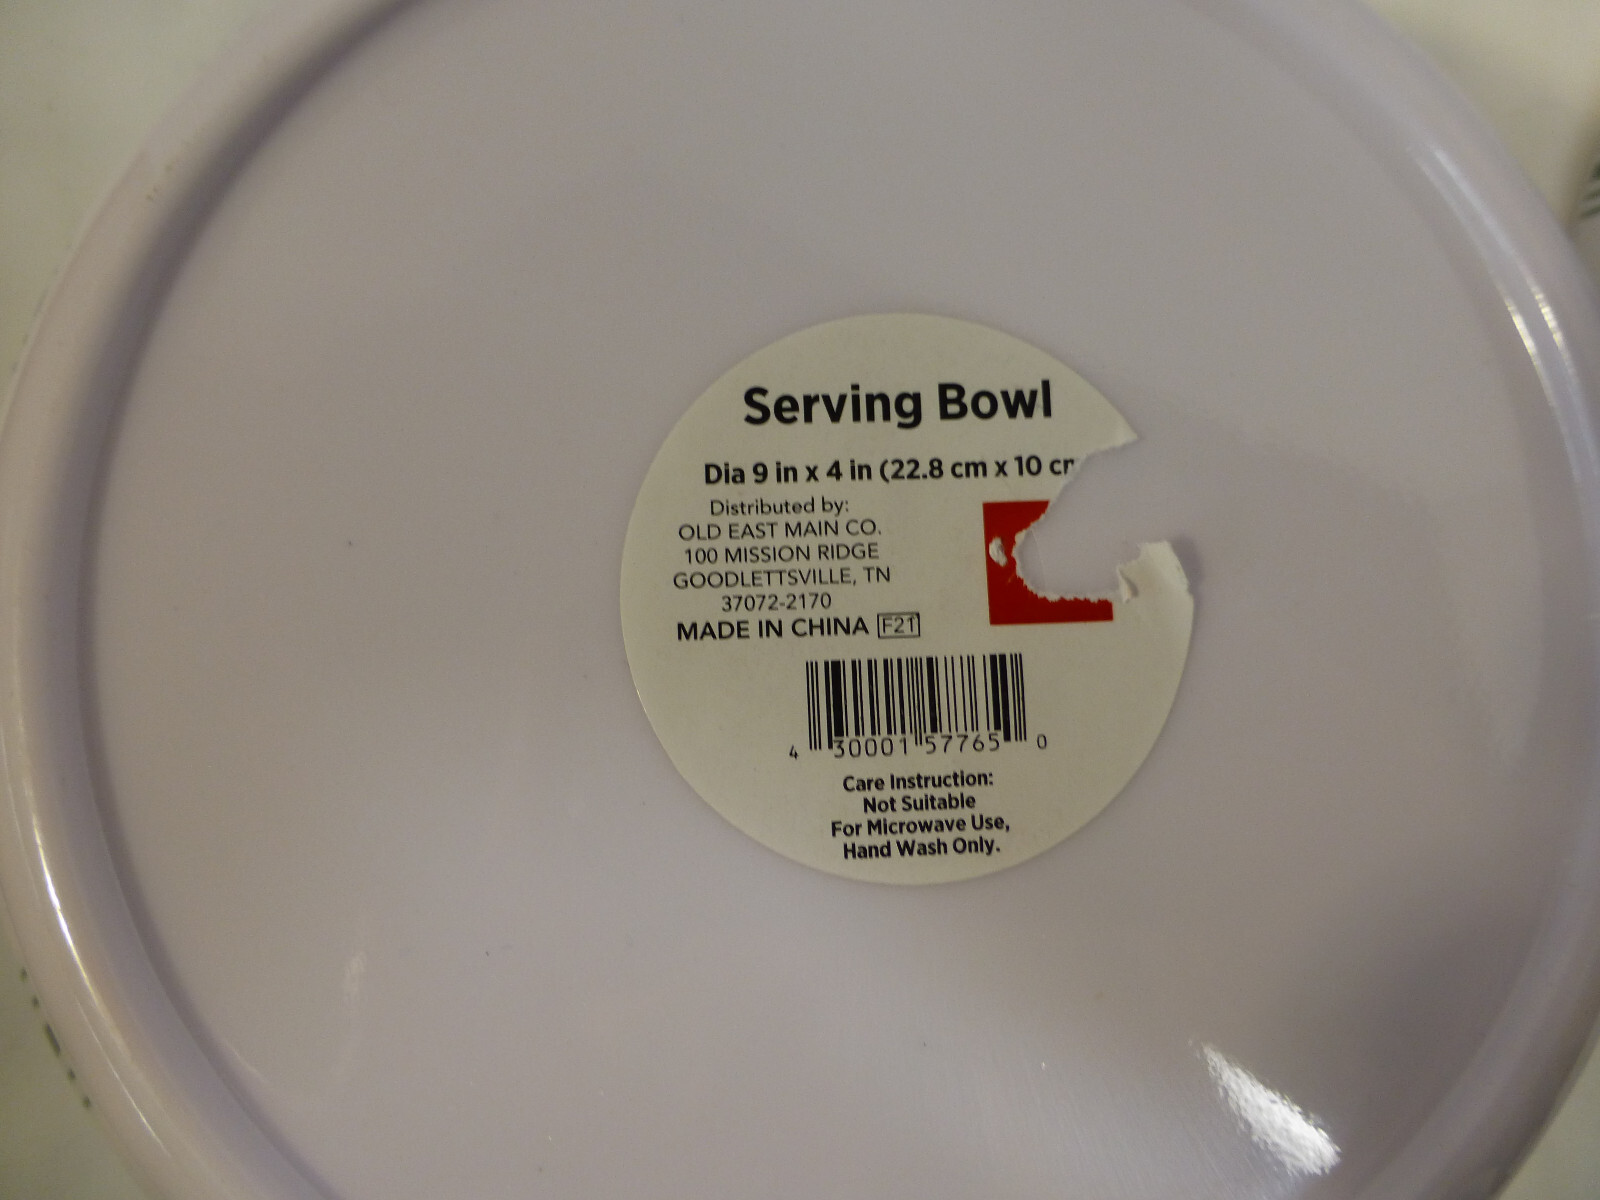 Serving Bowl
Dia 9 in x 4 in (22.8 cm x 10 cm
Distributed by:
OLD EAST MAIN CO.
100 MISSION RIDGE
GOODLETTSVILLE, TN
37072-2170
MADE IN CHINA F21
4 30001 57765 0
Care Instruction:
Not Suitable
For Microwave Use,
Hand Wash Only.